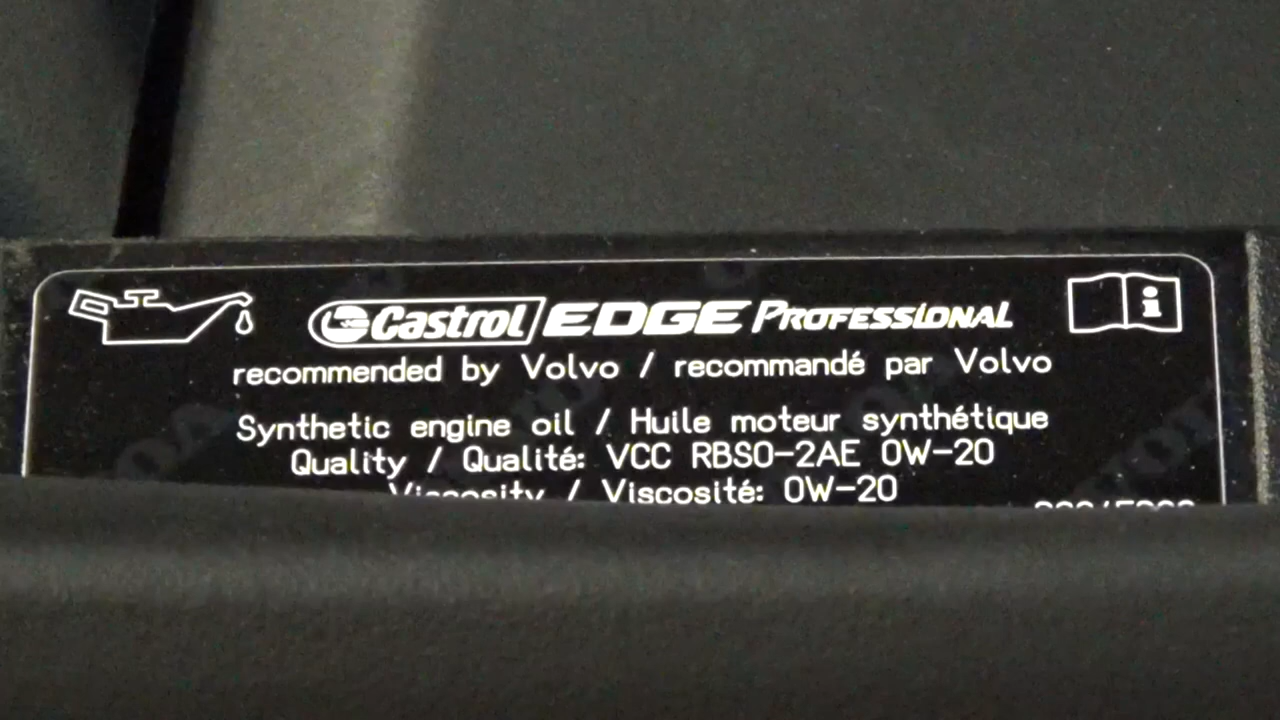 Castrol EDGE PROFESSIONAL
recommended by Volvo / recommandé par Volvo
Synthetic engine oil / Huile moteur synthétique
Quality / Qualité: VCC RBS0-2AE 0W-20
Viscosity / Viscosité: 0W-20